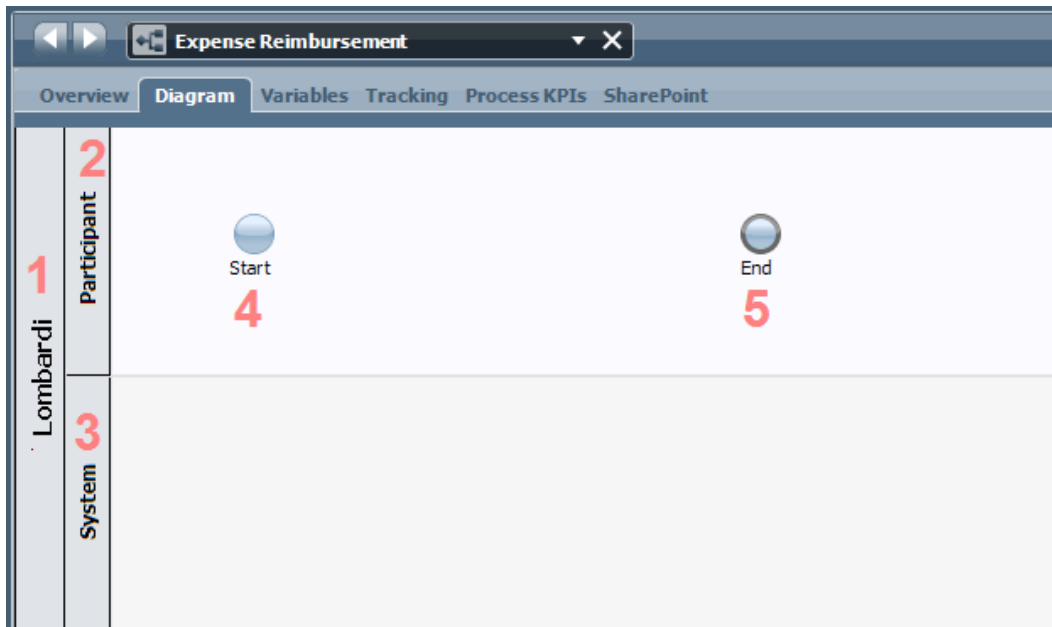 Expense Reimbursement
Overview Diagram Variables Tracking Process KPIs SharePoint
1
Lombardi
2
Participant
Start
4
End
5
3
System